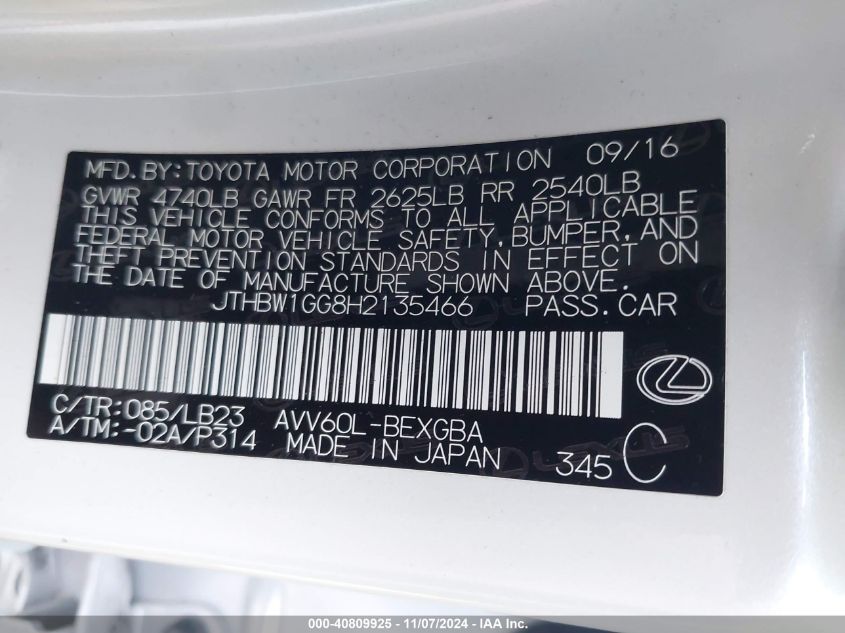 MFD. BY: TOYOTA MOTOR CORPORATION 09/16
GVWR 4740LB GAWR FR 2625LB RR 2540LB
THIS VEHICLE CONFORMS TO ALL APPLICABLE
FEDERAL MOTOR VEHICLE SAFETY, BUMPER, AND
THEFT PREVENTION STANDARDS IN EFFECT ON
THE DATE OF MANUFACTURE SHOWN ABOVE.
JTHBW1GG8H2135466 PASS. CAR
C/TR: 085/LB23 AVV60L-BEXGBA
A/TM: -02A/P314 MADE IN JAPAN 345 C
000-40809925 - 11/07/2024 - IAA Inc.